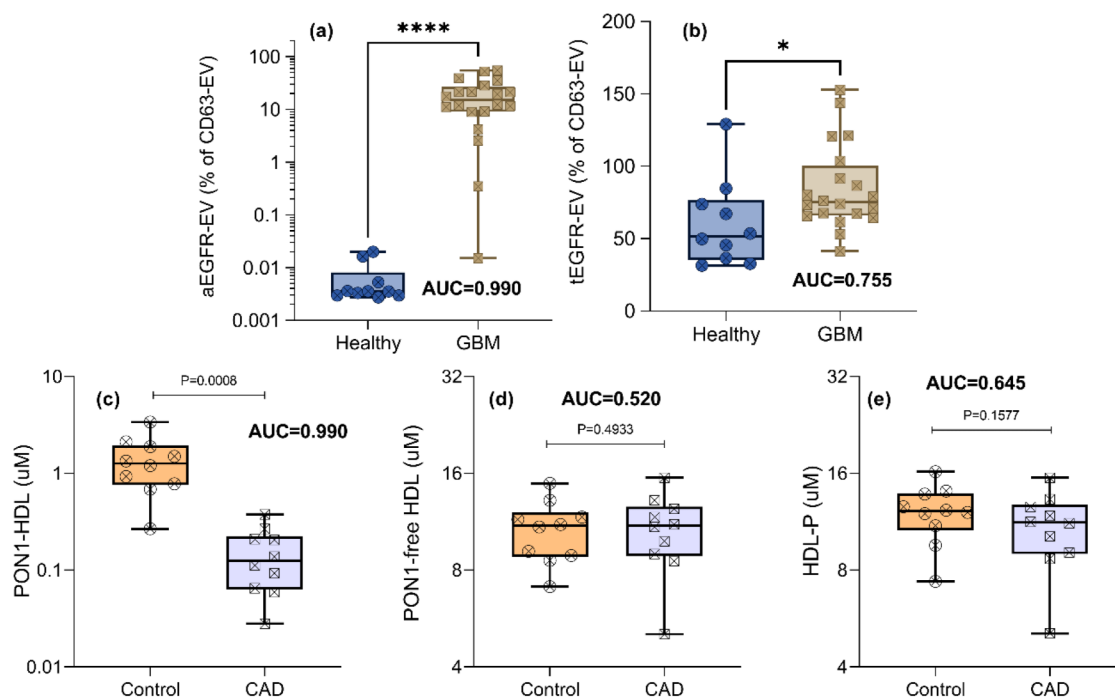 (a)
****
aEGFR-EV (% of CD63-EV)
100
10
1
0.1
0.01
0.001
AUC=0.990
Healthy
GBM
(b)
*
tEGFR-EV (% of CD63-EV)
200
150
100
50
0
AUC=0.755
Healthy
GBM
(c)
P=0.0008
PON1-HDL (uM)
10
1
0.1
0.01
AUC=0.990
Control
CAD
(d)
AUC=0.520
P=0.4933
PON1-free HDL (uM)
32
16
8
4
Control
CAD
(e)
AUC=0.645
P=0.1577
HDL-P (uM)
32
16
8
4
Control
CAD